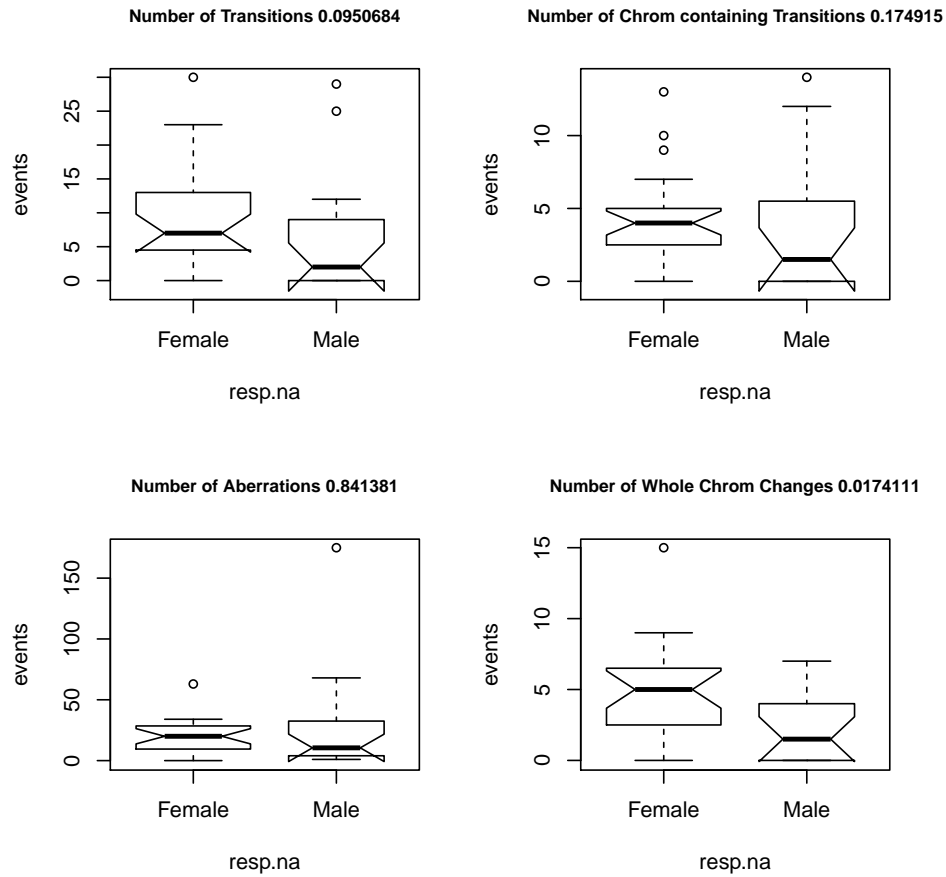 Number of Transitions 0.0950684
events
25
15
5
0
Female
Male
resp.na
Number of Chrom containing Transitions 0.174915
events
10
5
0
Female
Male
resp.na
Number of Aberrations 0.841381
events
150
100
50
0
Female
Male
resp.na
Number of Whole Chrom Changes 0.0174111
events
15
10
5
0
Female
Male
resp.na